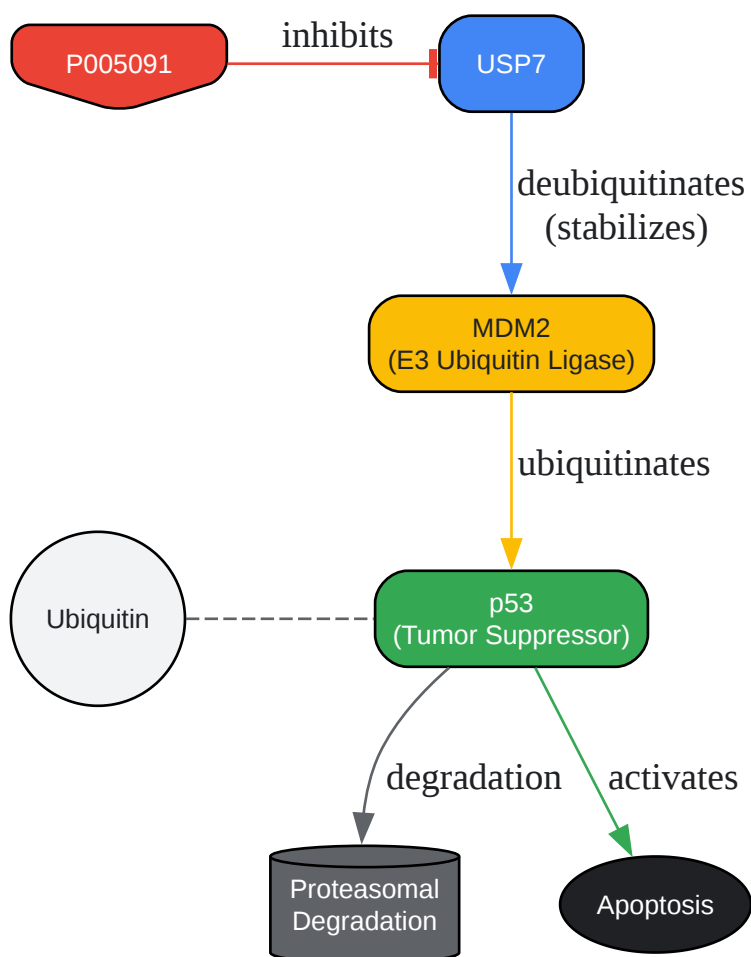 P005091
inhibits
USP7
deubiquitinates
(stabilizes)
MDM2
(E3 Ubiquitin Ligase)
ubiquitinates
Ubiquitin
p53
(Tumor Suppressor)
degradation
activates
Proteasomal
Degradation
Apoptosis